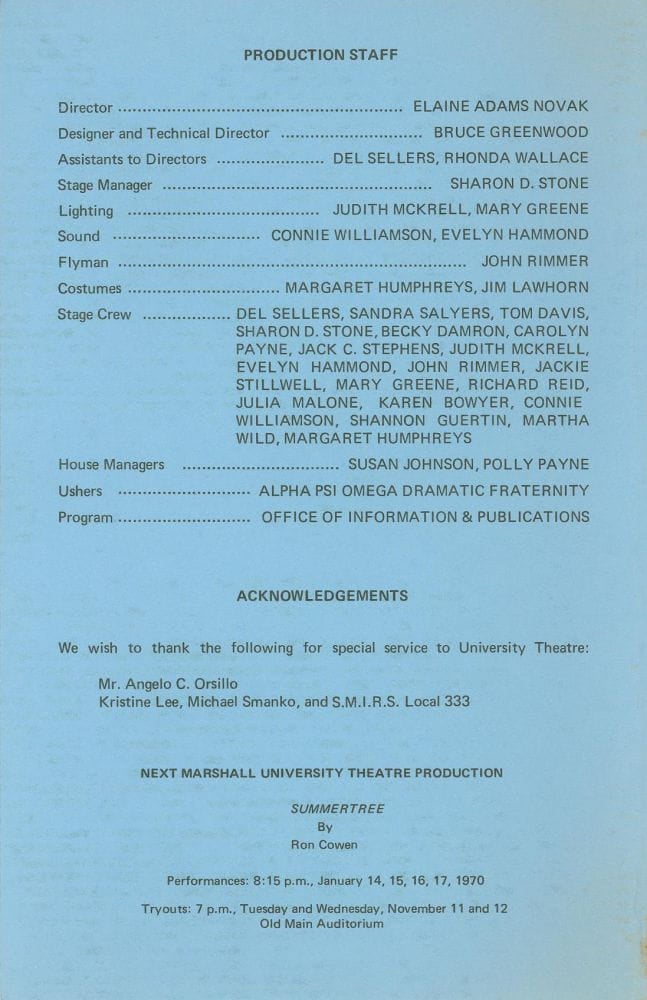 PRODUCTION STAFF
Director ........................................................ ELAINE ADAMS NOVAK
Designer and Technical Director ............................ BRUCE GREENWOOD
Assistants to Directors ...................... DEL SELLERS, RHONDA WALLACE
Stage Manager ...................................................... SHARON D. STONE
Lighting ....................................... JUDITH MCKRELL, MARY GREENE
Sound .............................. CONNIE WILLIAMSON, EVELYN HAMMOND
Flyman ...................................................................... JOHN RIMMER
Costumes ............................... MARGARET HUMPHREYS, JIM LAWHORN
Stage Crew .................. DEL SELLERS, SANDRA SALYERS, TOM DAVIS,
SHARON D. STONE, BECKY DAMRON, CAROLYN
PAYNE, JACK C. STEPHENS, JUDITH MCKRELL,
EVELYN HAMMOND, JOHN RIMMER, JACKIE
STILLWELL, MARY GREENE, RICHARD REID,
JULIA MALONE, KAREN BOWYER, CONNIE
WILLIAMSON, SHANNON GUERTIN, MARTHA
WILD, MARGARET HUMPHREYS
House Managers ................................ SUSAN JOHNSON, POLLY PAYNE
Ushers ........................... ALPHA PSI OMEGA DRAMATIC FRATERNITY
Program ........................... OFFICE OF INFORMATION & PUBLICATIONS
ACKNOWLEDGEMENTS
We wish to thank the following for special service to University Theatre:
Mr. Angelo C. Orsillo
Kristine Lee, Michael Smanko, and S.M.I.R.S. Local 333
NEXT MARSHALL UNIVERSITY THEATRE PRODUCTION
SUMMERTREE
By
Ron Cowen
Performances: 8:15 p.m., January 14, 15, 16, 17, 1970
Tryouts: 7 p.m., Tuesday and Wednesday, November 11 and 12
Old Main Auditorium